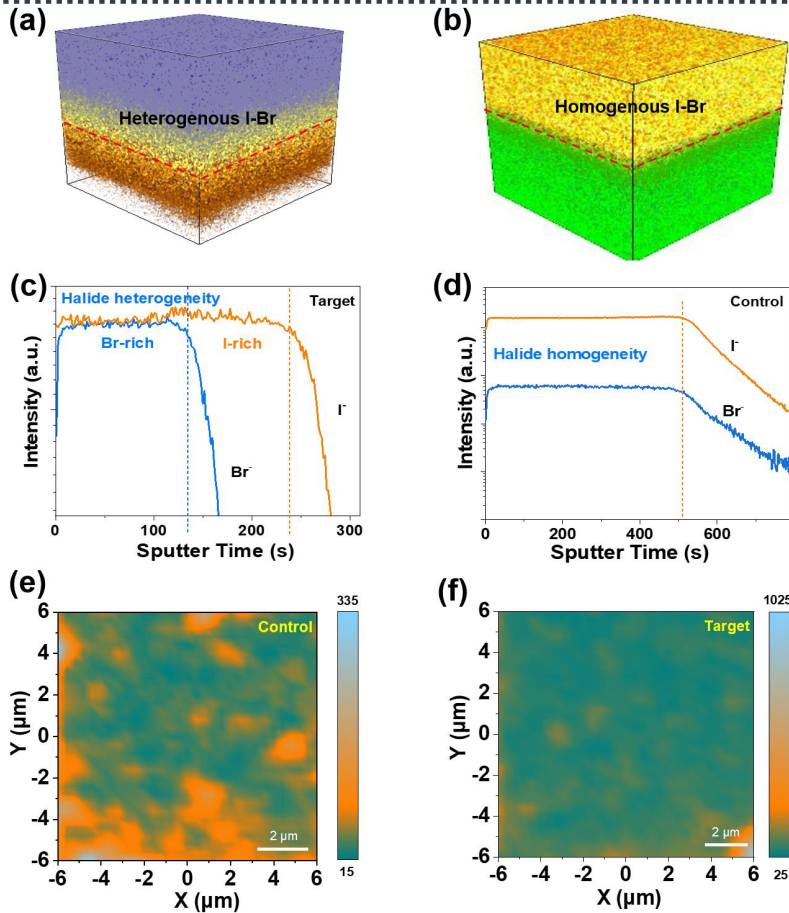 (a)
(b)
Heterogenous I-Br
Homogenous I-Br
(c)
Halide heterogeneity
Target
Br-rich
I-rich
I⁻
Br⁻
Intensity (a.u.)
0
100
200
300
Sputter Time (s)
(d)
Control
I⁻
Halide homogeneity
Br⁻
Intensity (a.u.)
0
200
400
600
Sputter Time (s)
(e)
335
Control
6
4
2
0
-2
-4
-6
Y (µm)
2 µm
15
-6
-4
-2
0
2
4
6
X (µm)
(f)
1025
Target
6
4
2
0
-2
-4
-6
Y (µm)
2 µm
25
-6
-4
-2
0
2
4
6
X (µm)